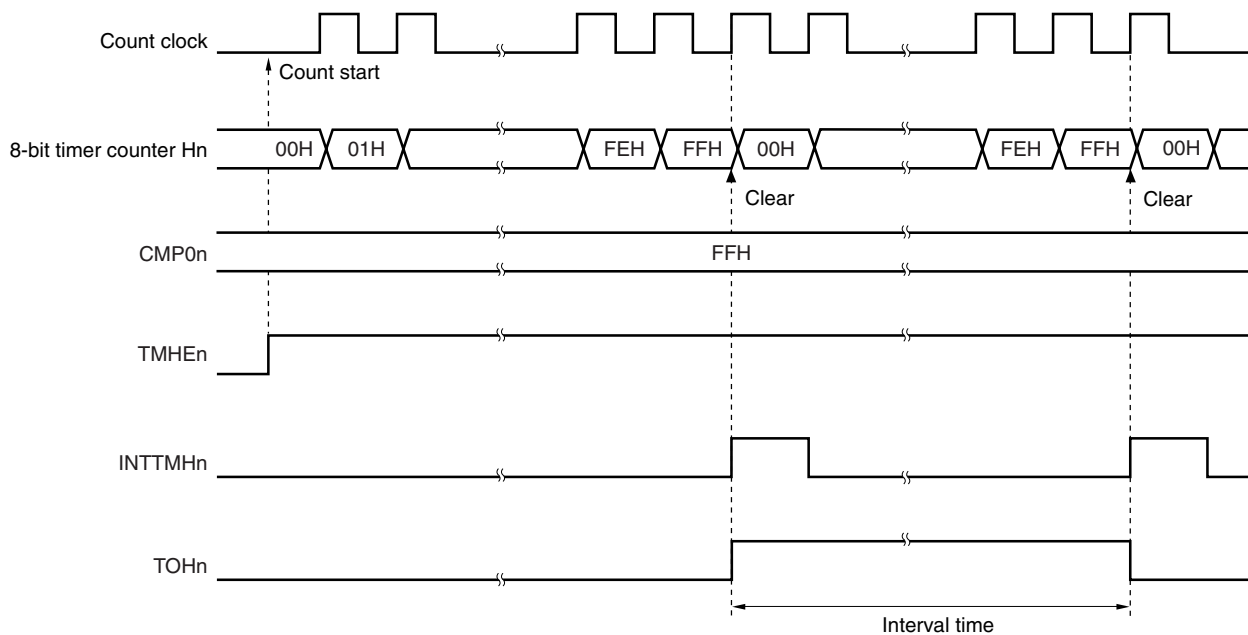 Count clock
Count start
8-bit timer counter Hn
00H 01H FEH FFH 00H FEH FFH 00H
Clear Clear
CMP0n
FFH
TMHEn
INTTMHn
TOHn
Interval time